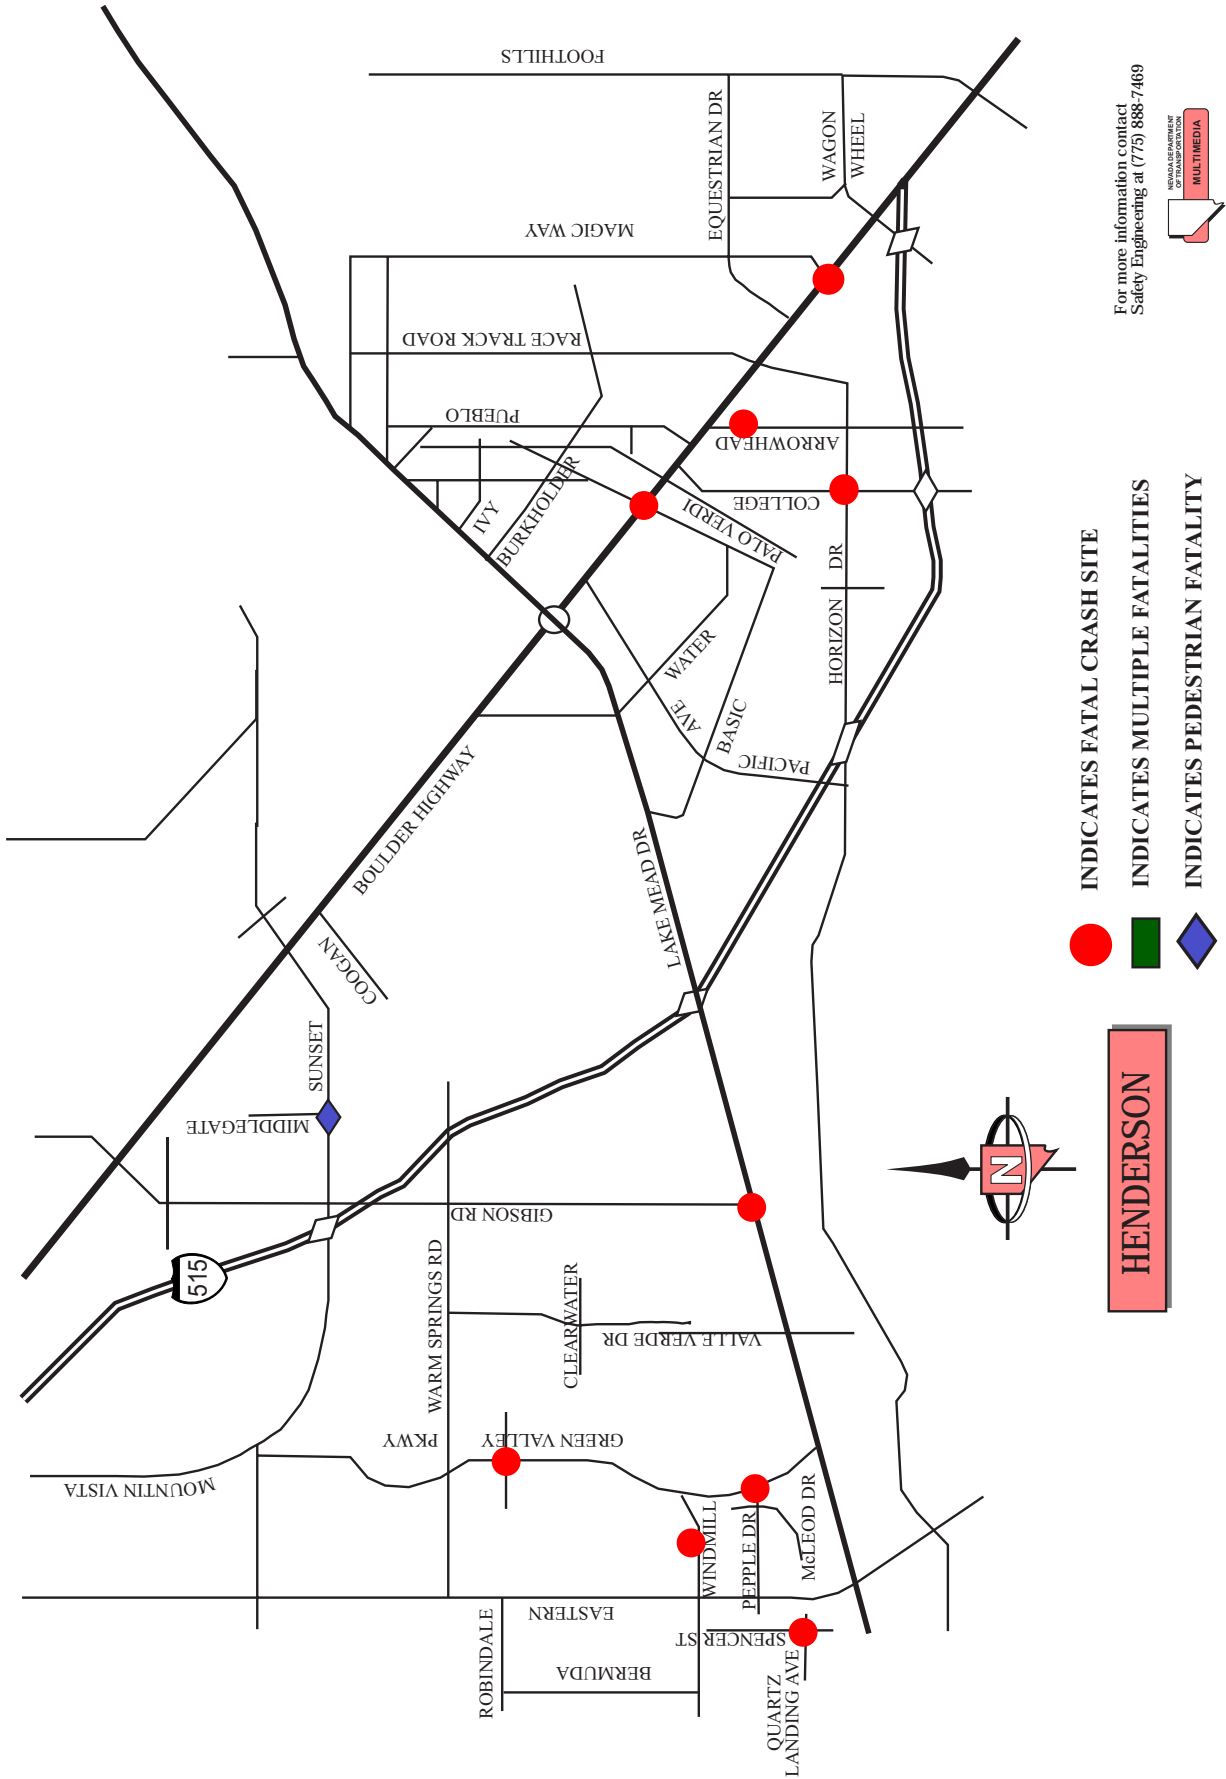 FOOTHILLS
EQUESTRIAN DR
WAGON
WHEEL
MAGIC WAY
RACE TRACK ROAD
PUEBLO
ARROWHEAD
IVY
BURKHOLDER
PALO VERDI
COLLEGE
HORIZON DR
WATER
AVE
BASIC
PACIFIC
BOULDER HIGHWAY
LAKE MEAD DR
COOGAN
SUNSET
MIDDLEGATE
GIBSON RD
515
WARM SPRINGS RD
CLEARWATER
VALLE VERDE DR
GREEN VALLEY
PKWY
MOUNTIN VISTA
WINDMILL
PEPPLE DR
McLEOD DR
EASTERN
ROBINDALE
BERMUDA
SPENCER ST
QUARTZ
LANDING AVE
HENDERSON
N
INDICATES FATAL CRASH SITE
INDICATES MULTIPLE FATALITIES
INDICATES PEDESTRIAN FATALITY
For more information contact
Safety Engineering at (775) 888-7469
NEVADA DEPARTMENT
OF TRANSPORTATION
MULTIMEDIA